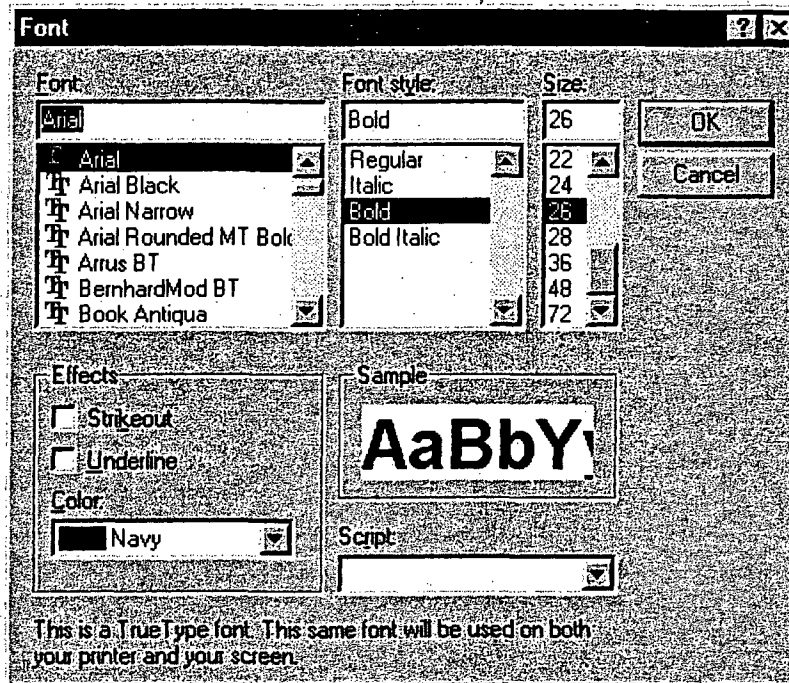 Font
Font:
Arial
Arial
Arial Black
Arial Narrow
Arial Rounded MT Bold
Arrus BT
BernhardMod BT
Book Antiqua
Font style:
Bold
Regular
Italic
Bold
Bold Italic
Size:
26
22
24
26
28
36
48
72
OK
Cancel
Effects
Strikeout
Underline
Color:
Navy
Sample
AaBbYy
Script:
This is a TrueType font. This same font will be used on both
your printer and your screen.